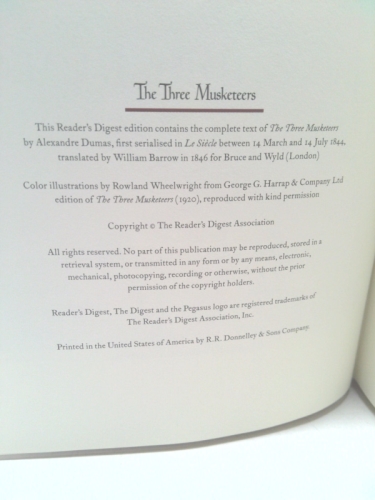 The Three Musketeers
This Reader's Digest edition contains the complete text of The Three Musketeers
by Alexandre Dumas, first serialised in Le Siècle between 14 March and 14 July 1844,
translated by William Barrow in 1846 for Bruce and Wyld (London)
Color illustrations by Rowland Wheelwright from George G. Harrap & Company Ltd
edition of The Three Musketeers (1920), reproduced with kind permission
Copyright © The Reader's Digest Association
All rights reserved. No part of this publication may be reproduced, stored in a
retrieval system, or transmitted in any form or by any means, electronic,
mechanical, photocopying, recording or otherwise, without the prior
permission of the copyright holders.
Reader's Digest, The Digest and the Pegasus logo are registered trademarks of
The Reader's Digest Association, Inc.
Printed in the United States of America by R.R. Donnelley & Sons Company